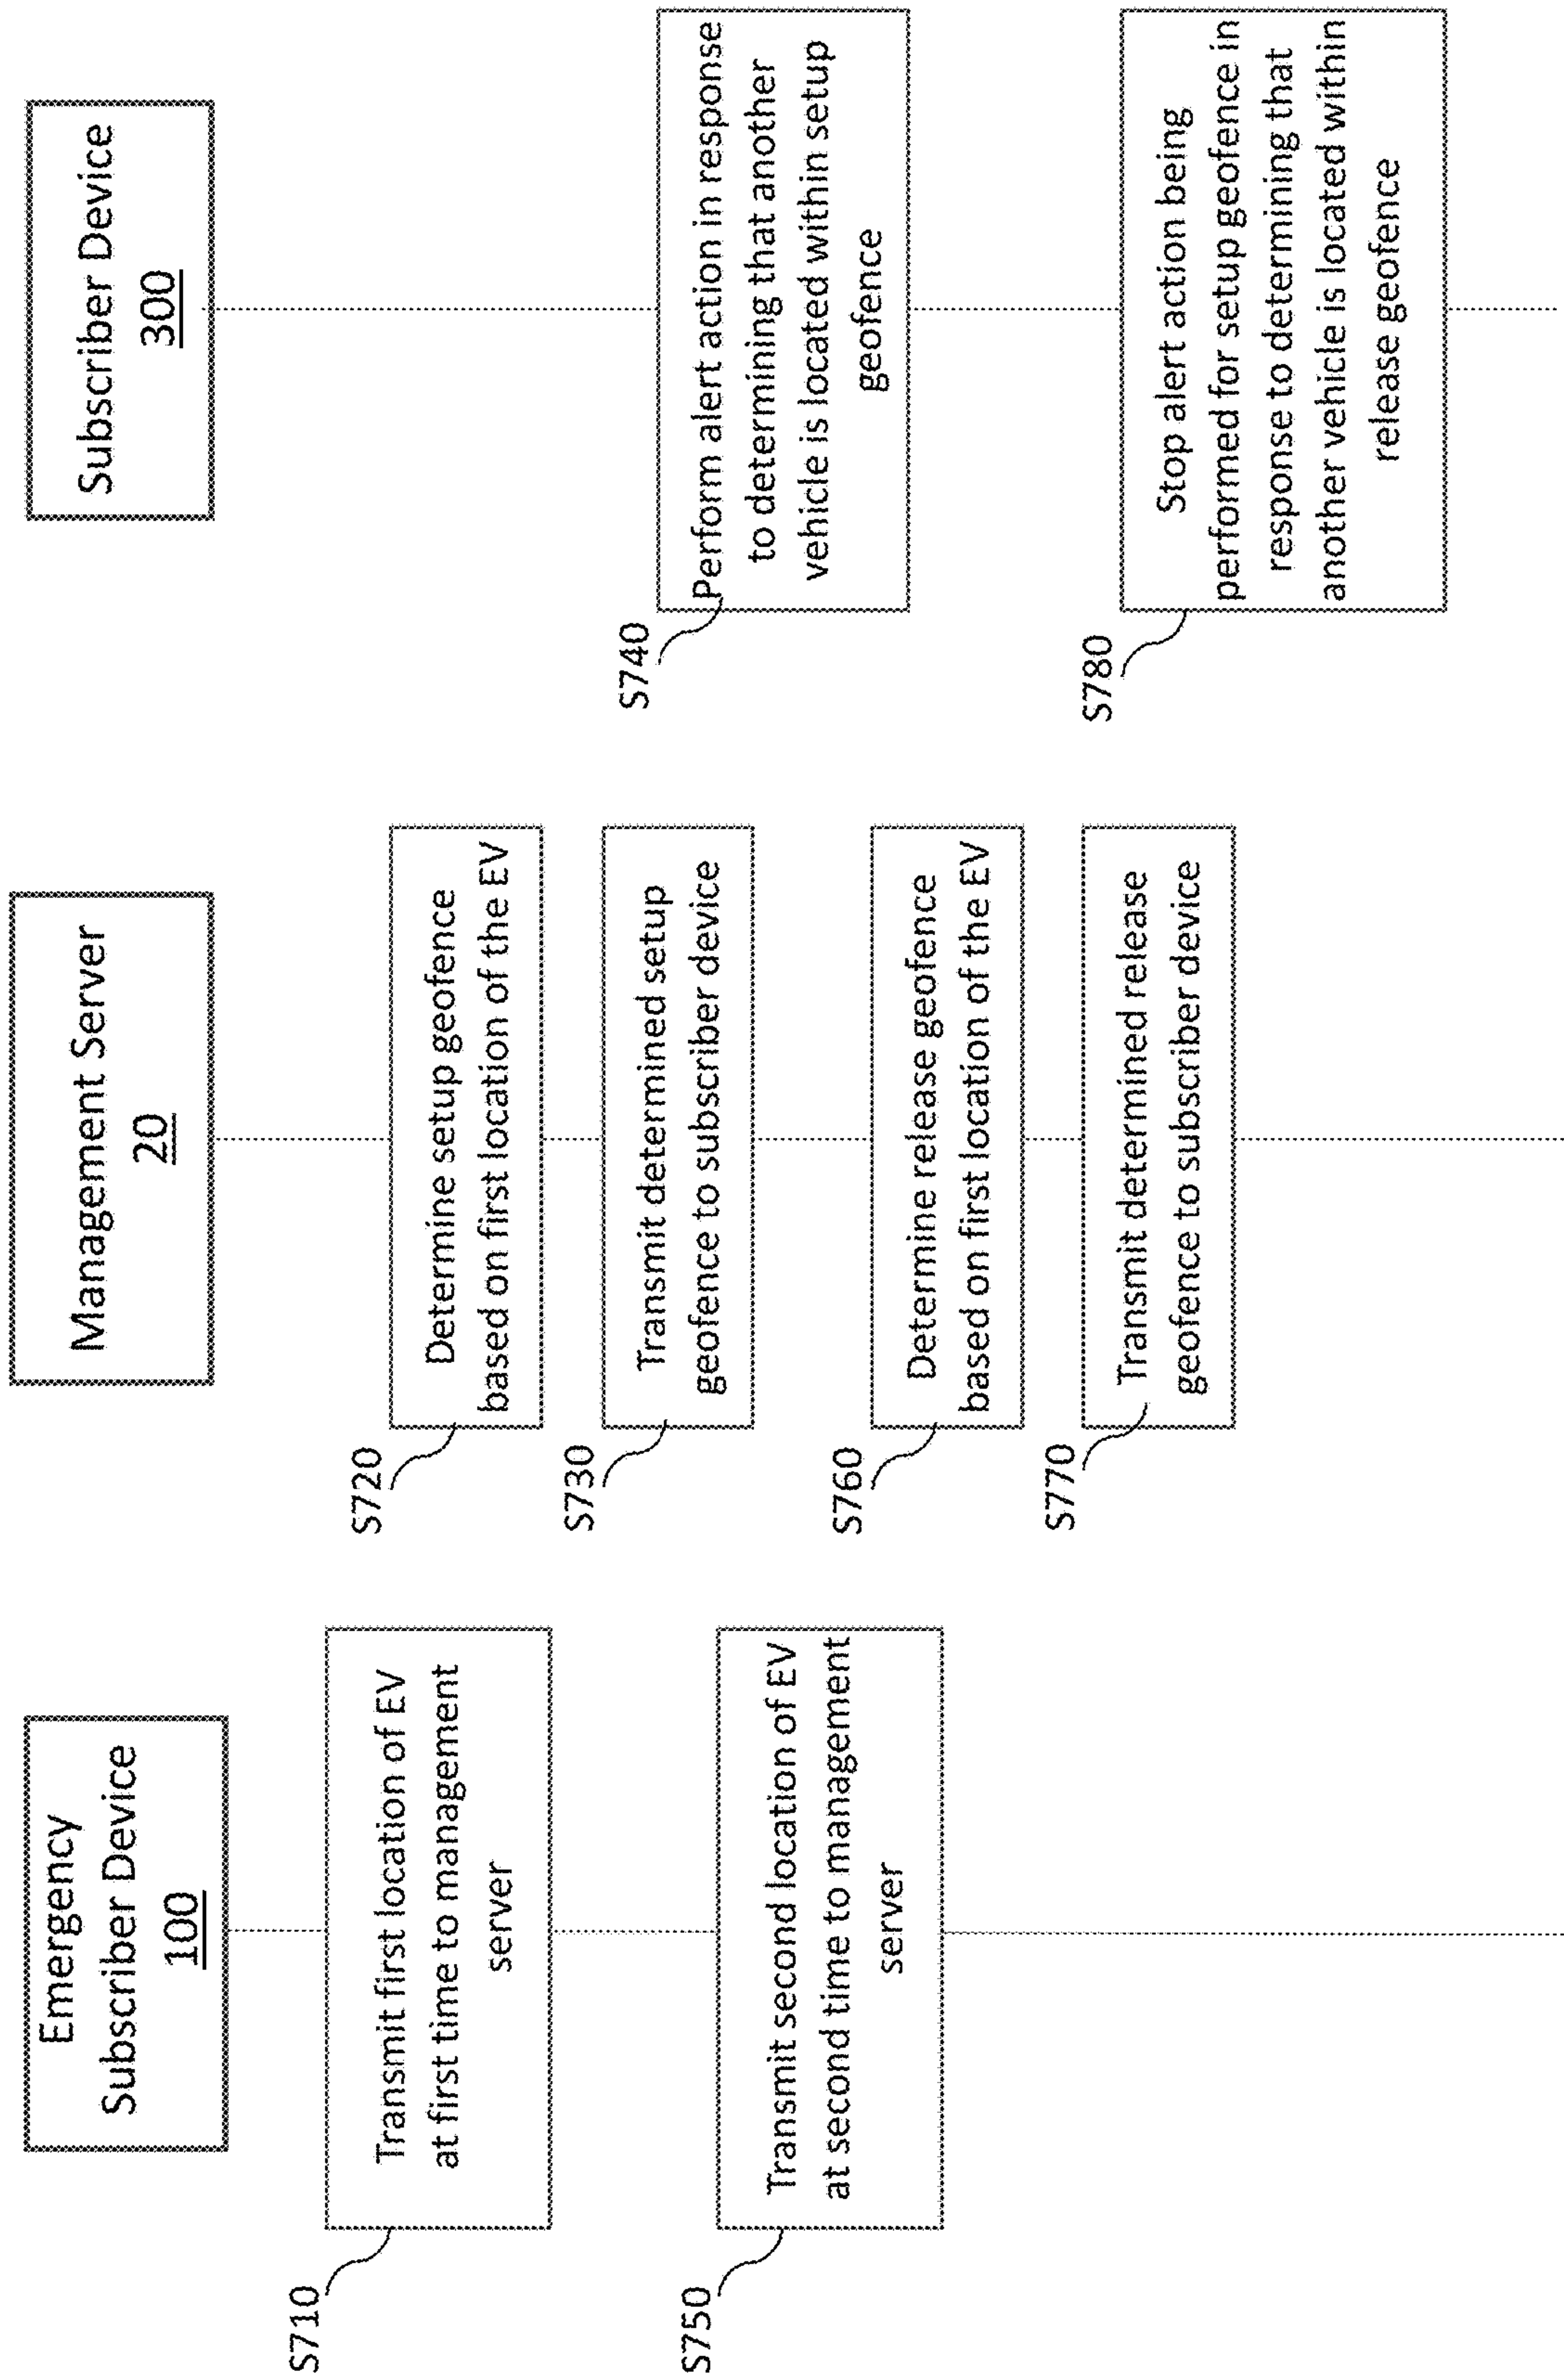 Emergency
Subscriber Device
100
Management Server
20
Subscriber Device
300
S710
Transmit first location of EV
at first time to management
server
S720
Determine setup geofence
based on first location of the EV
S730
Transmit determined setup
geofence to subscriber device
S740
Perform alert action in response
to determining that another
vehicle is located within setup
geofence
S750
Transmit second location of EV
at second time to management
server
S760
Determine release geofence
based on first location of the EV
S770
Transmit determined release
geofence to subscriber device
S780
Stop alert action being
performed for setup geofence in
response to determining that
another vehicle is located within
release geofence